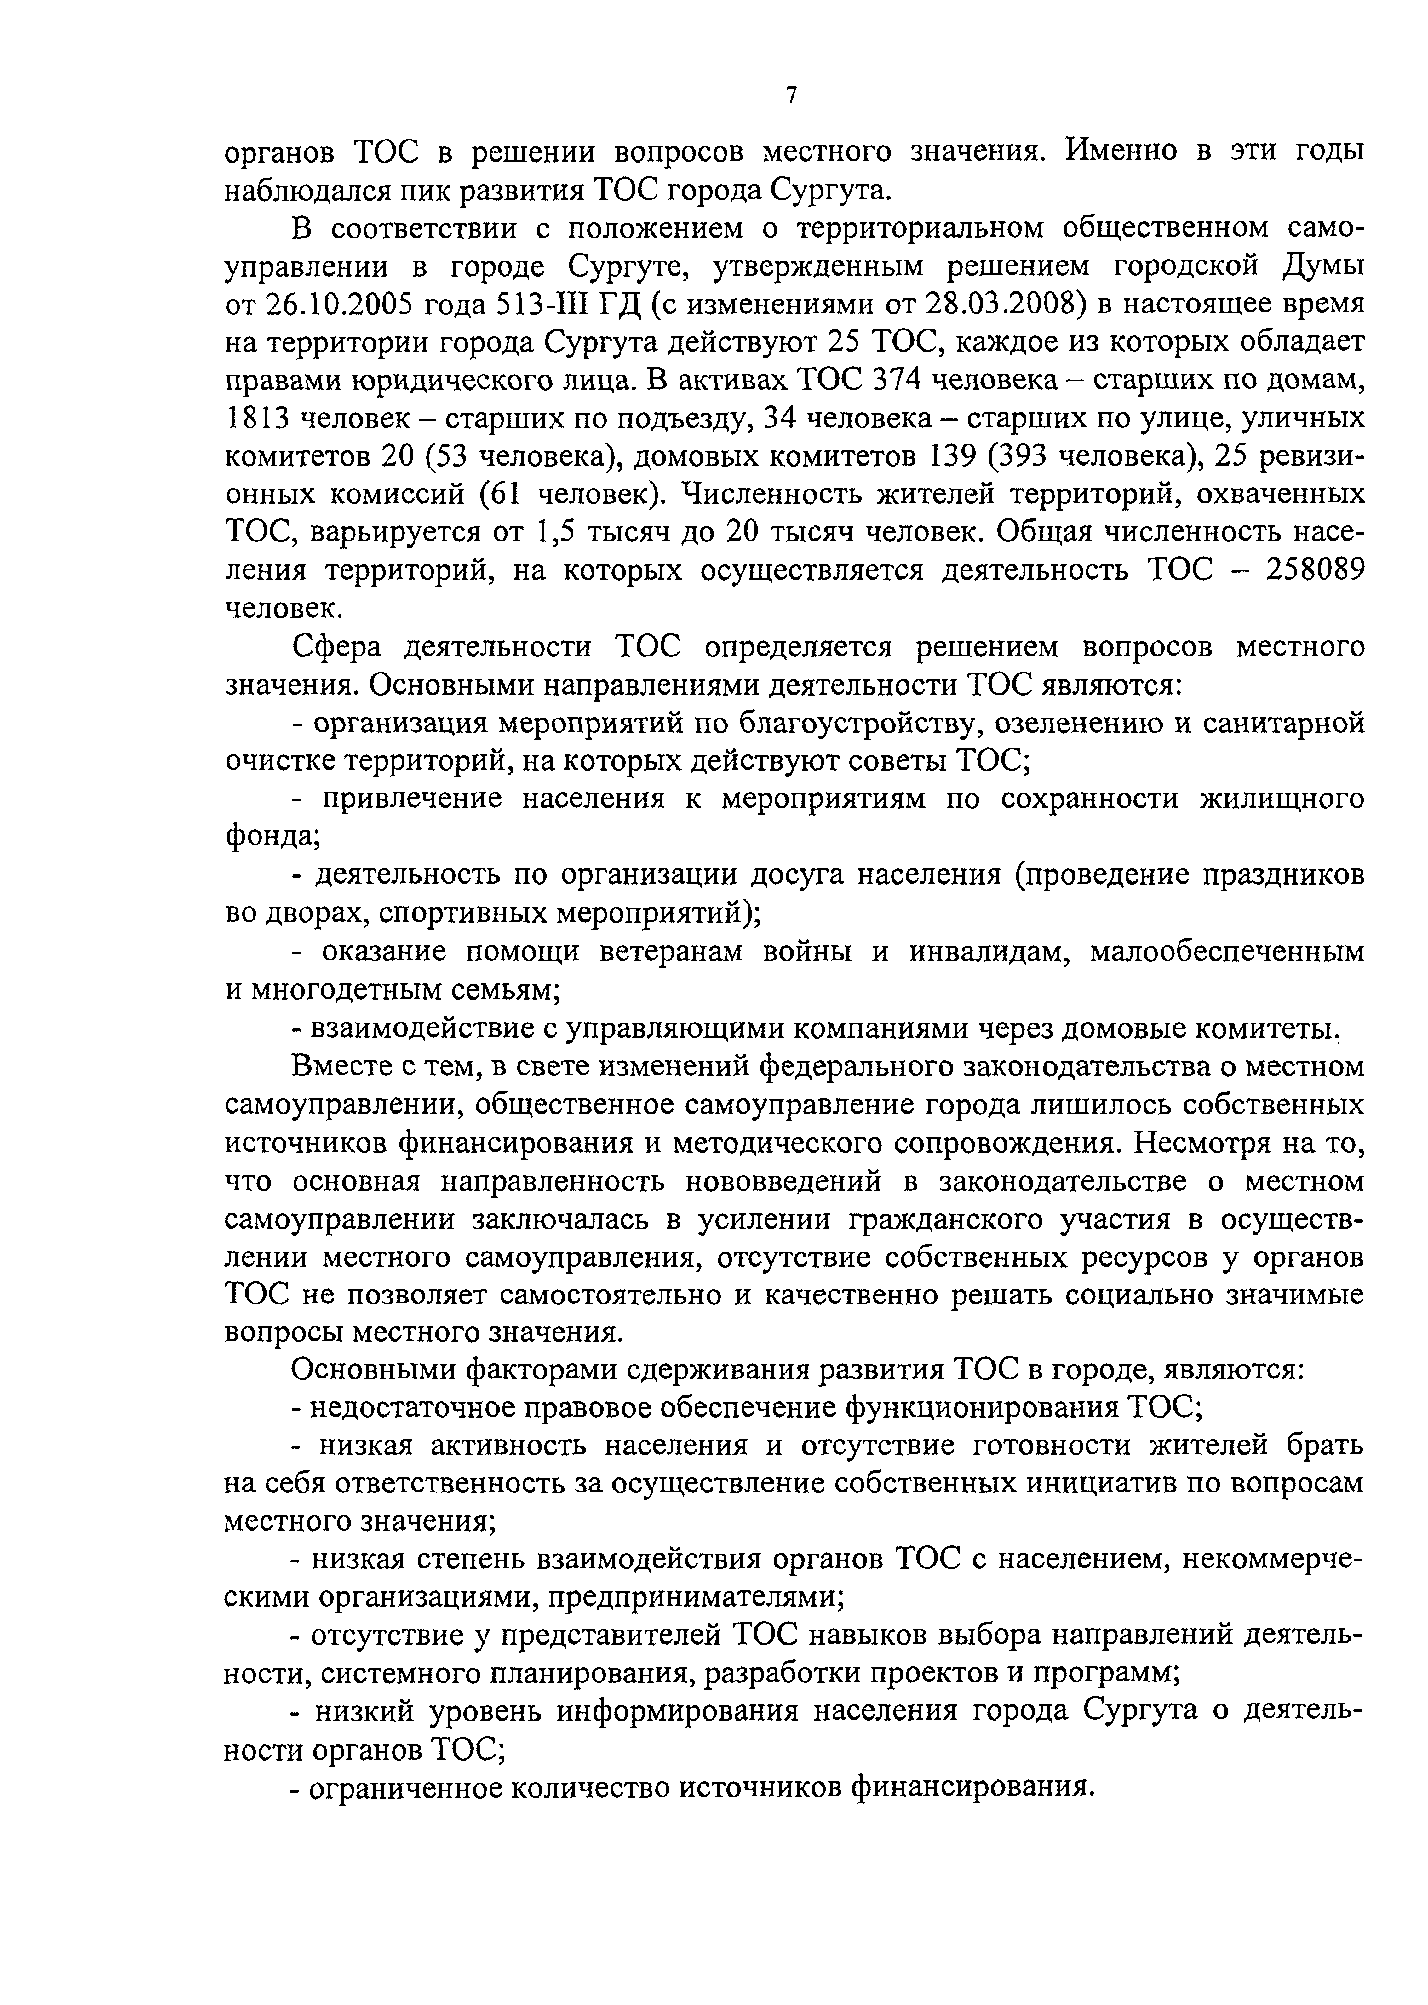 7
органов ТОС в решении вопросов местного значения. Именно в эти годы
наблюдался пик развития ТОС города Сургута.
В соответствии с положением о территориальном общественном само-
управлении в городе Сургуте, утвержденным решением городской Думы
от 26.10.2005 года 513-III ГД (с изменениями от 28.03.2008) в настоящее время
на территории города Сургута действуют 25 ТОС, каждое из которых обладает
правами юридического лица. В активах ТОС 374 человека – старших по домам,
1813 человек – старших по подъезду, 34 человека – старших по улице, уличных
комитетов 20 (53 человека), домовых комитетов 139 (393 человека), 25 ревизи-
онных комиссий (61 человек). Численность жителей территорий, охваченных
ТОС, варьируется от 1,5 тысяч до 20 тысяч человек. Общая численность насе-
ления территорий, на которых осуществляется деятельность ТОС – 258089
человек.
Сфера деятельности ТОС определяется решением вопросов местного
значения. Основными направлениями деятельности ТОС являются:
- организация мероприятий по благоустройству, озеленению и санитарной
очистке территорий, на которых действуют советы ТОС;
- привлечение населения к мероприятиям по сохранности жилищного
фонда;
- деятельность по организации досуга населения (проведение праздников
во дворах, спортивных мероприятий);
- оказание помощи ветеранам войны и инвалидам, малообеспеченным
и многодетным семьям;
- взаимодействие с управляющими компаниями через домовые комитеты.
Вместе с тем, в свете изменений федерального законодательства о местном
самоуправлении, общественное самоуправление города лишилось собственных
источников финансирования и методического сопровождения. Несмотря на то,
что основная направленность нововведений в законодательстве о местном
самоуправлении заключалась в усилении гражданского участия в осуществ-
лении местного самоуправления, отсутствие собственных ресурсов у органов
ТОС не позволяет самостоятельно и качественно решать социально значимые
вопросы местного значения.
Основными факторами сдерживания развития ТОС в городе, являются:
- недостаточное правовое обеспечение функционирования ТОС;
- низкая активность населения и отсутствие готовности жителей брать
на себя ответственность за осуществление собственных инициатив по вопросам
местного значения;
- низкая степень взаимодействия органов ТОС с населением, некоммерче-
скими организациями, предпринимателями;
- отсутствие у представителей ТОС навыков выбора направлений деятель-
ности, системного планирования, разработки проектов и программ;
- низкий уровень информирования населения города Сургута о деятель-
ности органов ТОС;
- ограниченное количество источников финансирования.